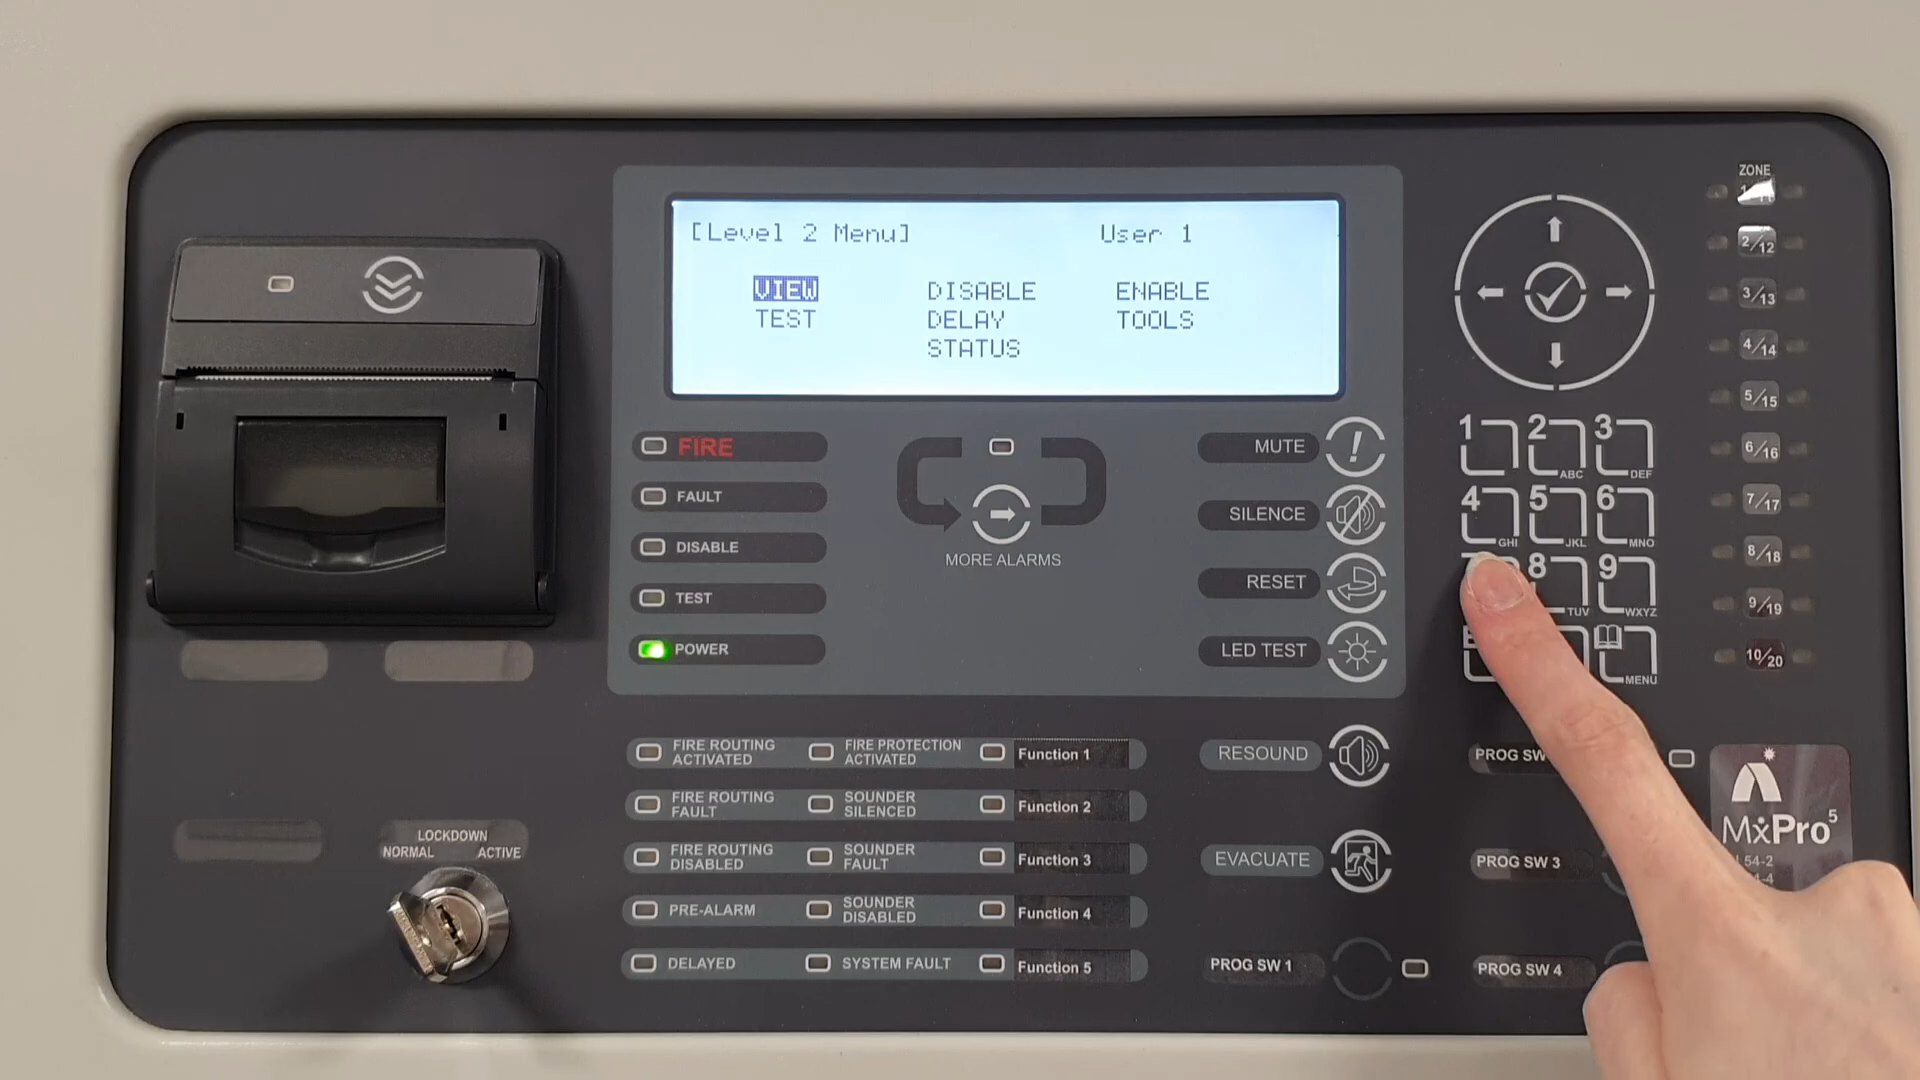 [Level 2 Menu] User 1
VIEW DISABLE ENABLE
TEST DELAY TOOLS
STATUS
FIRE
FAULT
DISABLE
TEST
POWER
MORE ALARMS
MUTE
SILENCE
RESET
LED TEST
1 2 ABC 3 DEF
4 GHI 5 JKL 6 MNO
8 TUV 9 WXYZ
MENU
ZONE
2/12
3/13
4/14
5/15
6/16
7/17
8/18
9/19
10/20
FIRE ROUTING ACTIVATED
FIRE PROTECTION ACTIVATED
Function 1
FIRE ROUTING FAULT
SOUNDER SILENCED
Function 2
FIRE ROUTING DISABLED
SOUNDER FAULT
Function 3
PRE-ALARM
SOUNDER DISABLED
Function 4
DELAYED
SYSTEM FAULT
Function 5
RESOUND
EVACUATE
PROG SW 1
PROG SW
PROG SW 3
PROG SW 4
MxPro5
LOCKDOWN
NORMAL ACTIVE